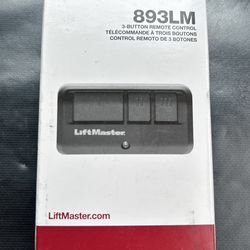 893LM
3-BUTTON REMOTE CONTROL
TÉLÉCOMMANDE À TROIS BOUTONS
CONTROL REMOTO DE 3 BOTONES
LiftMaster
LiftMaster.com